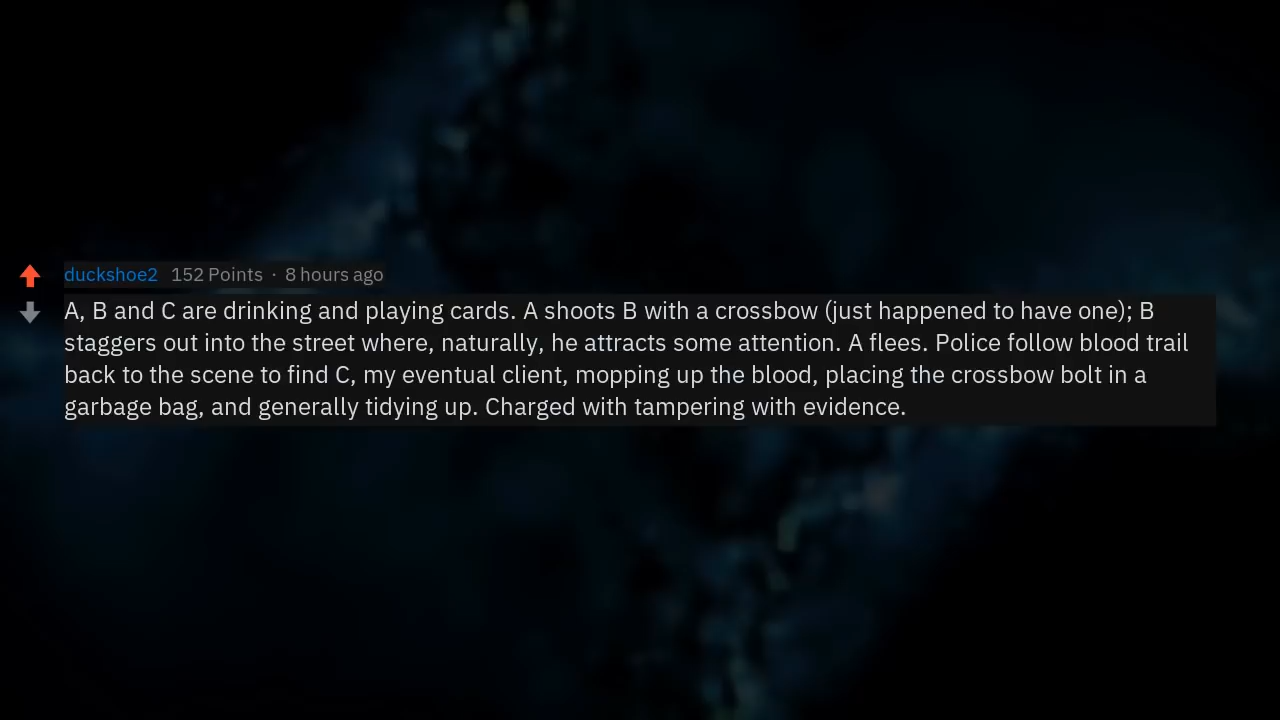 duckshoe2 152 Points · 8 hours ago
A, B and C are drinking and playing cards. A shoots B with a crossbow (just happened to have one); B
staggers out into the street where, naturally, he attracts some attention. A flees. Police follow blood trail
back to the scene to find C, my eventual client, mopping up the blood, placing the crossbow bolt in a
garbage bag, and generally tidying up. Charged with tampering with evidence.